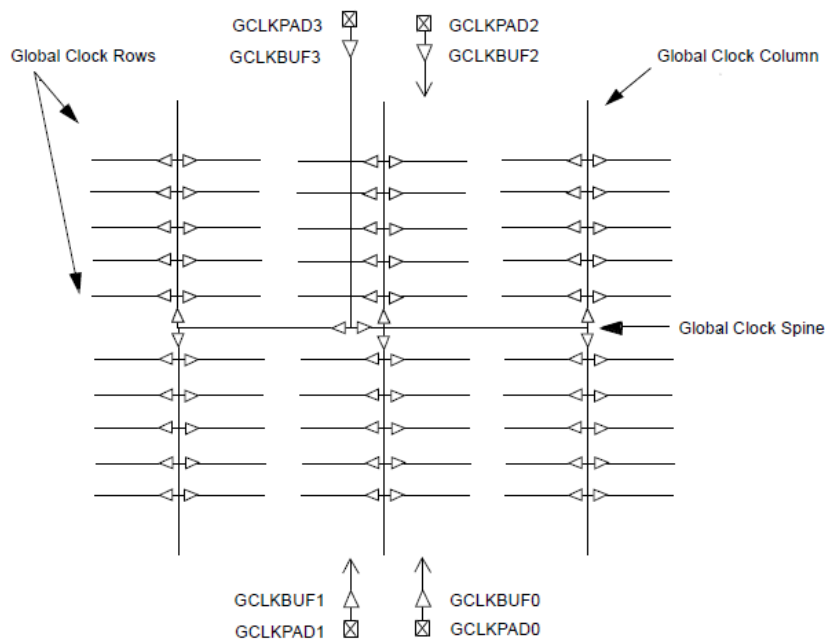 GCLKPAD3
GCLKPAD2
Global Clock Rows
GCLKBUF3
GCLKBUF2
Global Clock Column
Global Clock Spine
GCLKBUF1
GCLKBUF0
GCLKPAD1
GCLKPAD0